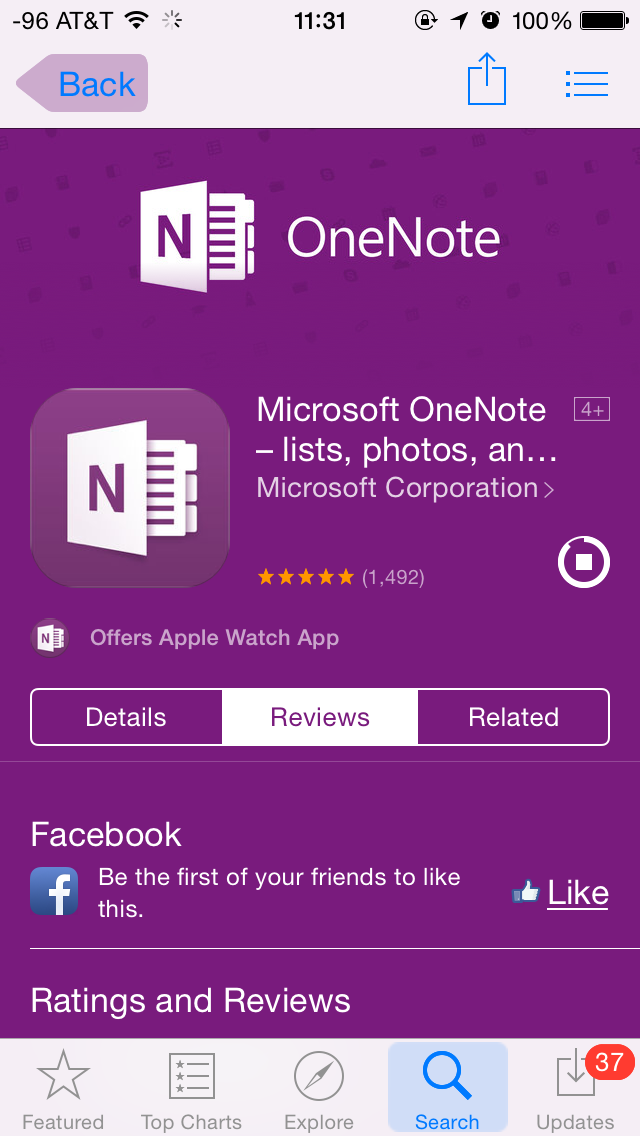 -96 AT&T 11:31 100%
Back
N OneNote
N
Microsoft OneNote 4+
– lists, photos, an...
Microsoft Corporation >
(1,492)
N Offers Apple Watch App
Details Reviews Related
Facebook
f
Be the first of your friends to like
this.
Like
Ratings and Reviews
37
Featured Top Charts Explore Search Updates